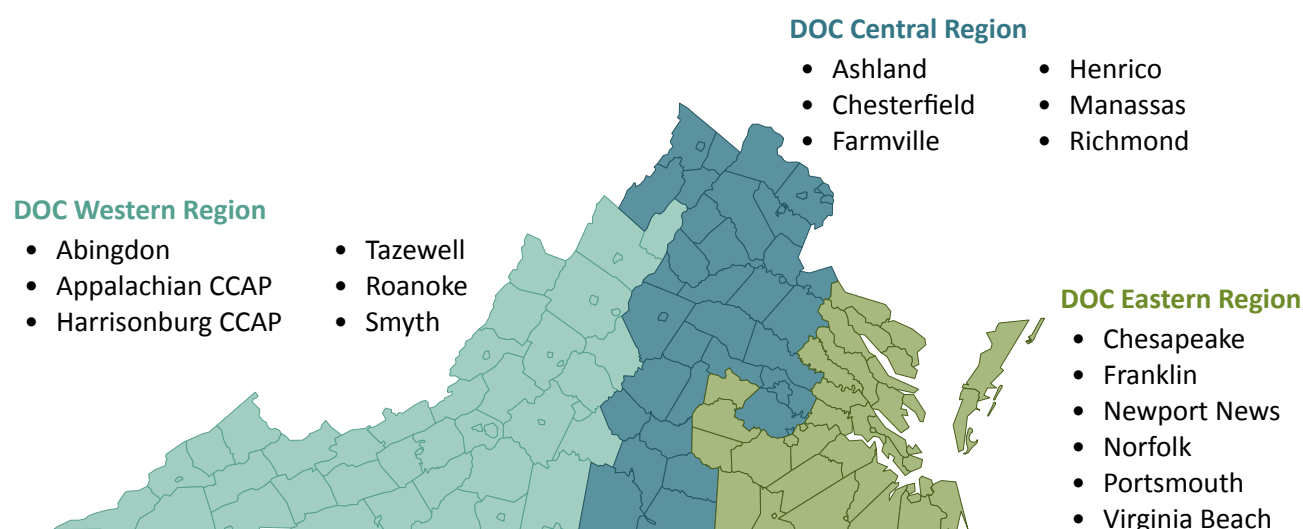 DOC Central Region
• Ashland
• Chesterfield
• Farmville
• Henrico
• Manassas
• Richmond
DOC Western Region
• Abingdon
• Appalachian CCAP
• Harrisonburg CCAP
• Tazewell
• Roanoke
• Smyth
DOC Eastern Region
• Chesapeake
• Franklin
• Newport News
• Norfolk
• Portsmouth
• Virginia Beach